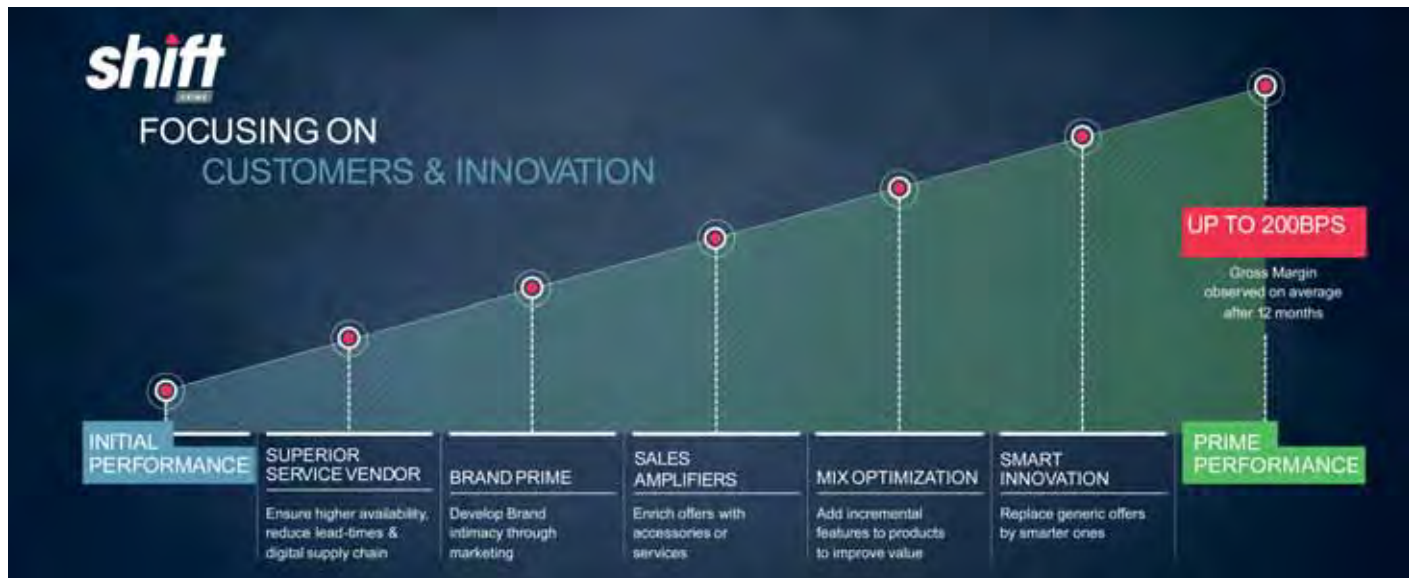 shift
PRIME
FOCUSING ON
CUSTOMERS & INNOVATION
UP TO 200BPS
Gross Margin
observed on average
after 12 months
INITIAL
PERFORMANCE
SUPERIOR
SERVICE VENDOR
Ensure higher availability,
reduce lead-times &
digital supply chain
BRAND PRIME
Develop Brand
intimacy through
marketing
SALES
AMPLIFIERS
Enrich offers with
accessories or
services
MIX OPTIMIZATION
Add incremental
features to products
to improve value
SMART
INNOVATION
Replace generic offers
by smarter ones
PRIME
PERFORMANCE